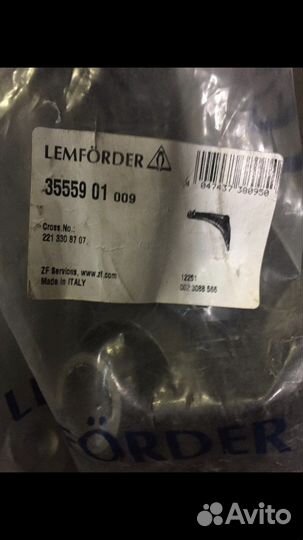 LEMFÖRDER
35559 01 009
4 047437 380950
Cross.No.:
221 330 87 07
ZF Services, www.zf.com
Made in ITALY
12251
002 3088 566
LEMFÖRDER
Avito